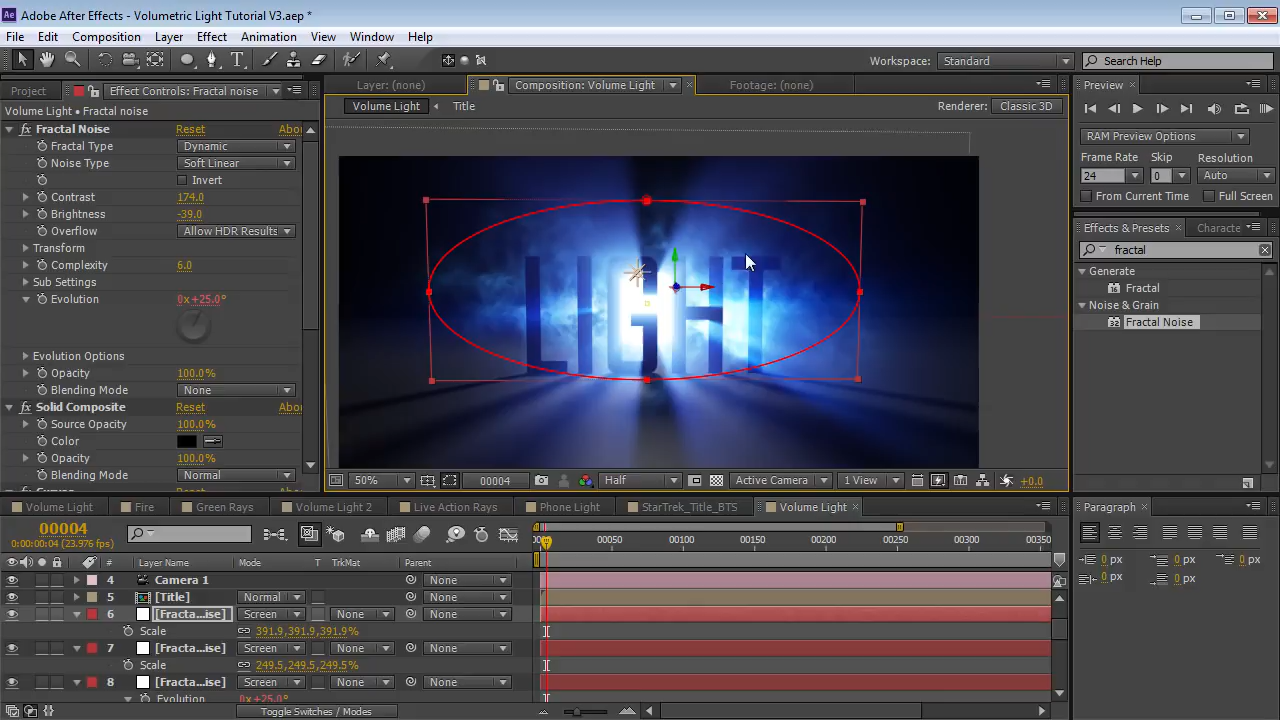 Adobe After Effects - Volumetric Light Tutorial V3.aep *
File Edit Composition Layer Effect Animation View Window Help
Workspace: Standard Search Help
Project Effect Controls: Fractal noise
Volume Light • Fractal noise
Fractal Noise Reset Abou
Fractal Type Dynamic
Noise Type Soft Linear
Invert
Contrast 174.0
Brightness -39.0
Overflow Allow HDR Results
Transform
Complexity 6.0
Sub Settings
Evolution 0x+25.0°
Evolution Options
Opacity 100.0%
Blending Mode None
Solid Composite Reset Abou
Source Opacity 100.0%
Color
Opacity 100.0%
Blending Mode Normal
Layer: (none) Composition: Volume Light Footage: (none)
Volume Light Title Renderer: Classic 3D
LIGHT
50% 00004 Half Active Camera 1 View +0.0
Preview
RAM Preview Options
Frame Rate Skip Resolution
24 0 Auto
From Current Time Full Screen
Effects & Presets Characte
fractal
Generate
32 Fractal
Noise & Grain
32 Fractal Noise
Volume Light Fire Green Rays Volume Light 2 Live Action Rays Phone Light StarTrek_Title_BTS Volume Light
00004
0:00:00:04 (23.976 fps)
00050 00100 00150 00200 00250 00300 00350
# Layer Name Mode T TrkMat Parent
4 Camera 1 None
5 [Title] Normal None
6 [Fracta...ise] Screen None None
Scale 391.9,391.9,391.9%
7 [Fracta...ise] Screen None None
Scale 249.5,249.5,249.5%
8 [Fracta...ise] Screen None None
Evolution 0x+25.0°
Toggle Switches / Modes
Paragraph
0 px 0 px 0 px
0 px 0 px